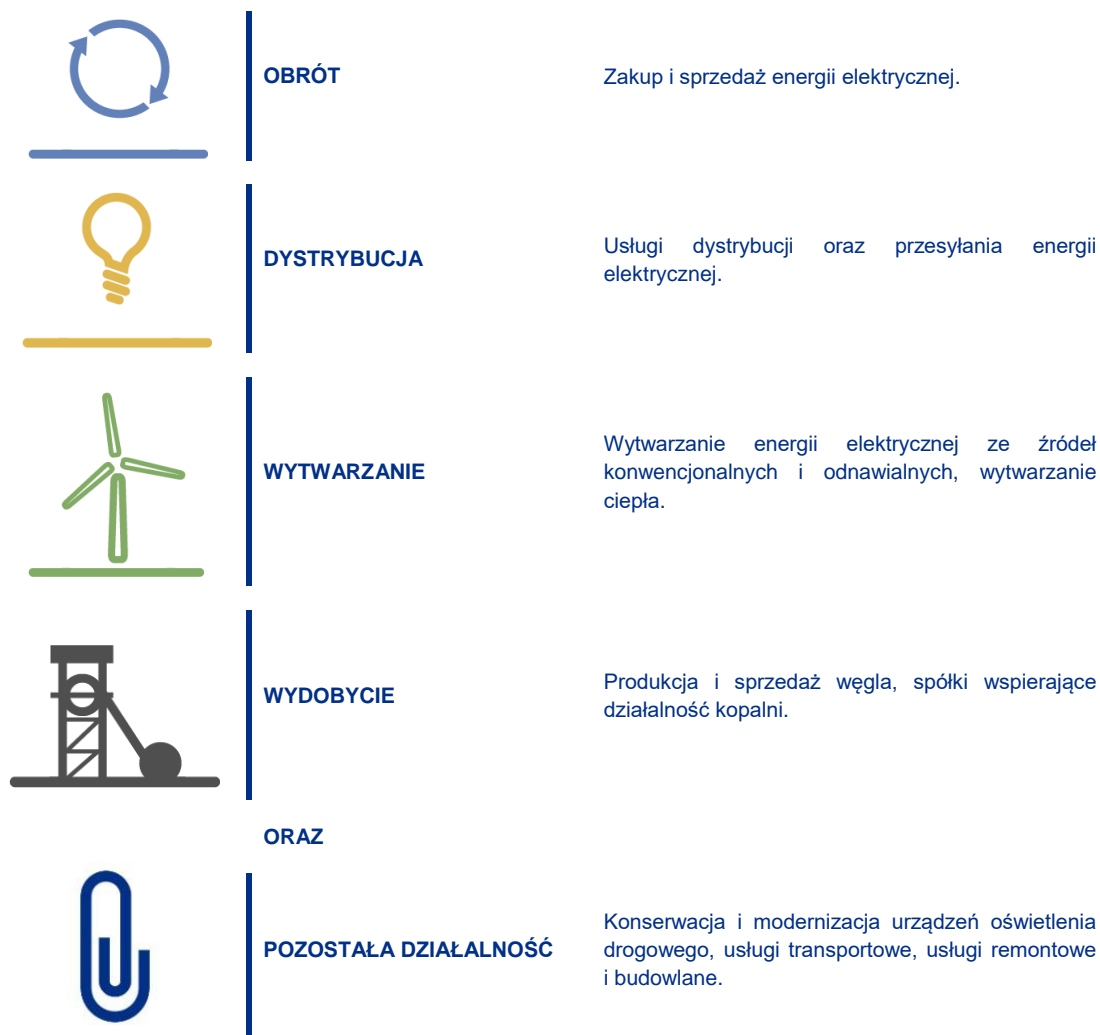 OBRÓT
Zakup i sprzedaż energii elektrycznej.
DYSTRYBUCJA
Usługi dystrybucji oraz przesyłania energii
elektrycznej.
WYTWARZANIE
Wytwarzanie energii elektrycznej ze źródeł
konwencjonalnych i odnawialnych, wytwarzanie
ciepła.
WYDOBYCIE
Produkcja i sprzedaż węgla, spółki wspierające
działalność kopalni.
ORAZ
POZOSTAŁA DZIAŁALNOŚĆ
Konserwacja i modernizacja urządzeń oświetlenia
drogowego, usługi transportowe, usługi remontowe
i budowlane.